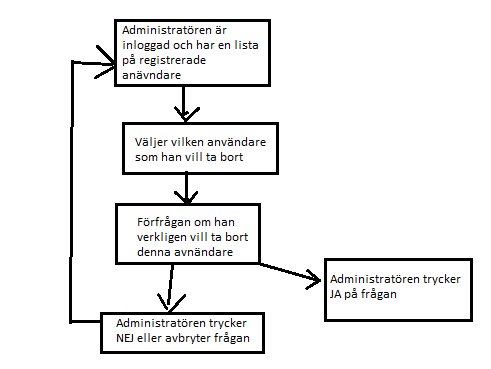 Administratören är
inloggad och har en lista
på registrerade
anävndare
Väljer vilken användare
som han vill ta bort
Förfrågan om han
verkligen vill ta bort
denna avnändare
Administratören trycker
JA på frågan
Administratören trycker
NEJ eller avbryter frågan